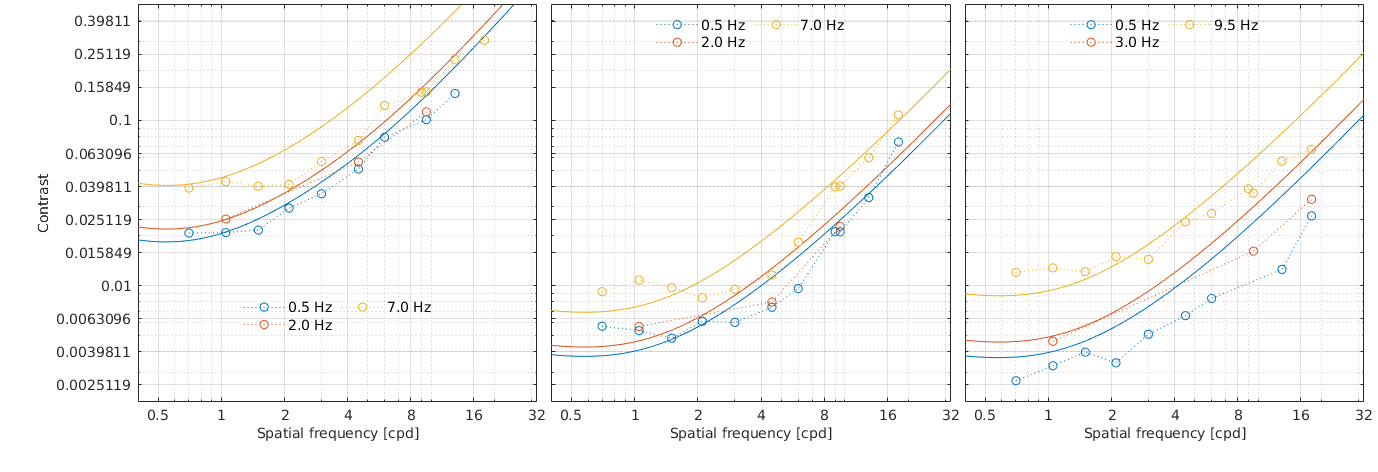 0.39811
0.25119
0.15849
0.1
0.063096
0.039811
0.025119
0.015849
0.01
0.0063096
0.0039811
0.0025119
Contrast
0.5 Hz 7.0 Hz
2.0 Hz
0.5 1 2 4 8 16 32
Spatial frequency [cpd]
0.5 Hz 7.0 Hz
2.0 Hz
0.5 1 2 4 8 16 32
Spatial frequency [cpd]
0.5 Hz 9.5 Hz
3.0 Hz
0.5 1 2 4 8 16 32
Spatial frequency [cpd]